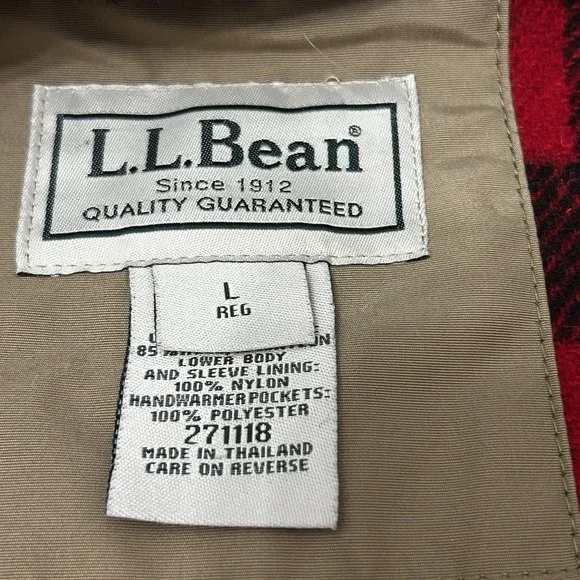 L.L.Bean®
Since 1912
QUALITY GUARANTEED
L
REG
85
LOWER BODY
AND SLEEVE LINING:
100% NYLON
HANDWARMER POCKETS:
100% POLYESTER
271118
MADE IN THAILAND
CARE ON REVERSE